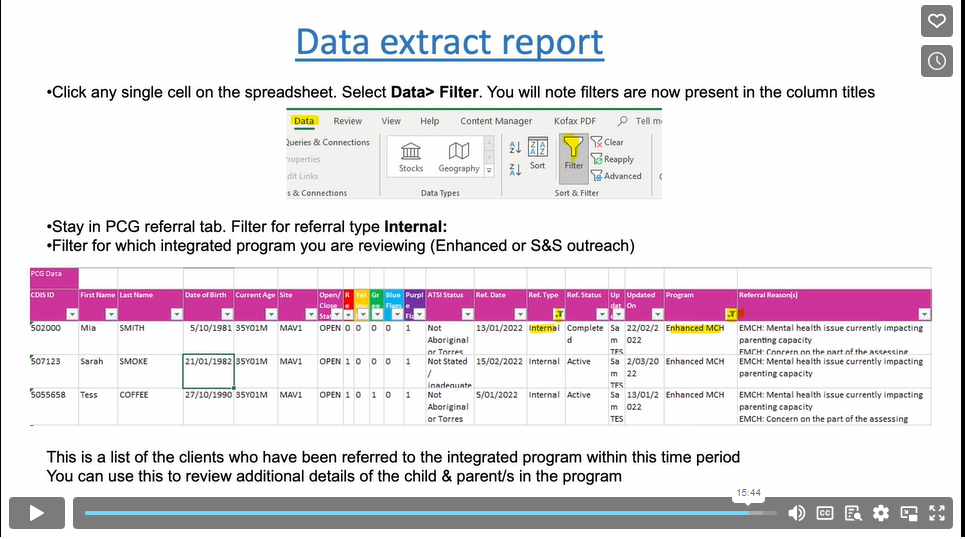 Data extract report
•Click any single cell on the spreadsheet. Select Data> Filter. You will note filters are now present in the column titles
Data Review View Help Content Manager Kofax PDF Tell m
Queries & Connections
Properties
dit Links
s & Connections
Stocks Geography
Data Types
Sort
Filter
Clear
Reapply
Advanced
Sort & Filter
•Stay in PCG referral tab. Filter for referral type Internal:
•Filter for which integrated program you are reviewing (Enhanced or S&S outreach)
PCG Data
CDIS ID First Name Last Name Date of Birth Current Age Site Open/ Close Blue Flags Purpl e ATSI Status Ref. Date Ref. Type Ref. Status Up dat Updated On Program Referral Reason(s)
502000 Mia SMITH 5/10/1981 35Y01M MAV1 OPEN 0 0 0 0 1 Not Aboriginal or Torres 13/01/2022 Internal Complete d Sa m TES 22/02/2 022 Enhanced MCH EMCH: Mental health issue currently impacting parenting capacity EMCH: Concern on the part of the assessing
507123 Sarah SMOKE 21/01/1982 35Y01M MAV1 OPEN 1 0 0 0 1 Not Stated / inadequate 15/02/2022 Internal Active Sa m TES 2/03/20 22 Enhanced MCH EMCH: Mental health issue currently impacting parenting capacity
5055658 Tess COFFEE 27/10/1990 35Y01M MAV1 OPEN 1 0 1 0 1 Not Aboriginal or Torres 5/01/2022 Internal Active Sa m TES 13/01/2 022 Enhanced MCH EMCH: Mental health issue currently impacting parenting capacity EMCH: Concern on the part of the assessing
This is a list of the clients who have been referred to the integrated program within this time period
You can use this to review additional details of the child & parent/s in the program
15:44
CC